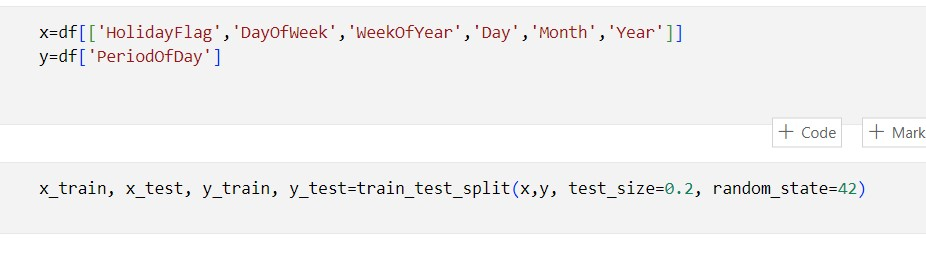 x=df[['HolidayFlag','DayOfWeek','WeekOfYear','Day','Month','Year']]
y=df['PeriodOfDay']
+ Code + Mark
x_train, x_test, y_train, y_test=train_test_split(x,y, test_size=0.2, random_state=42)